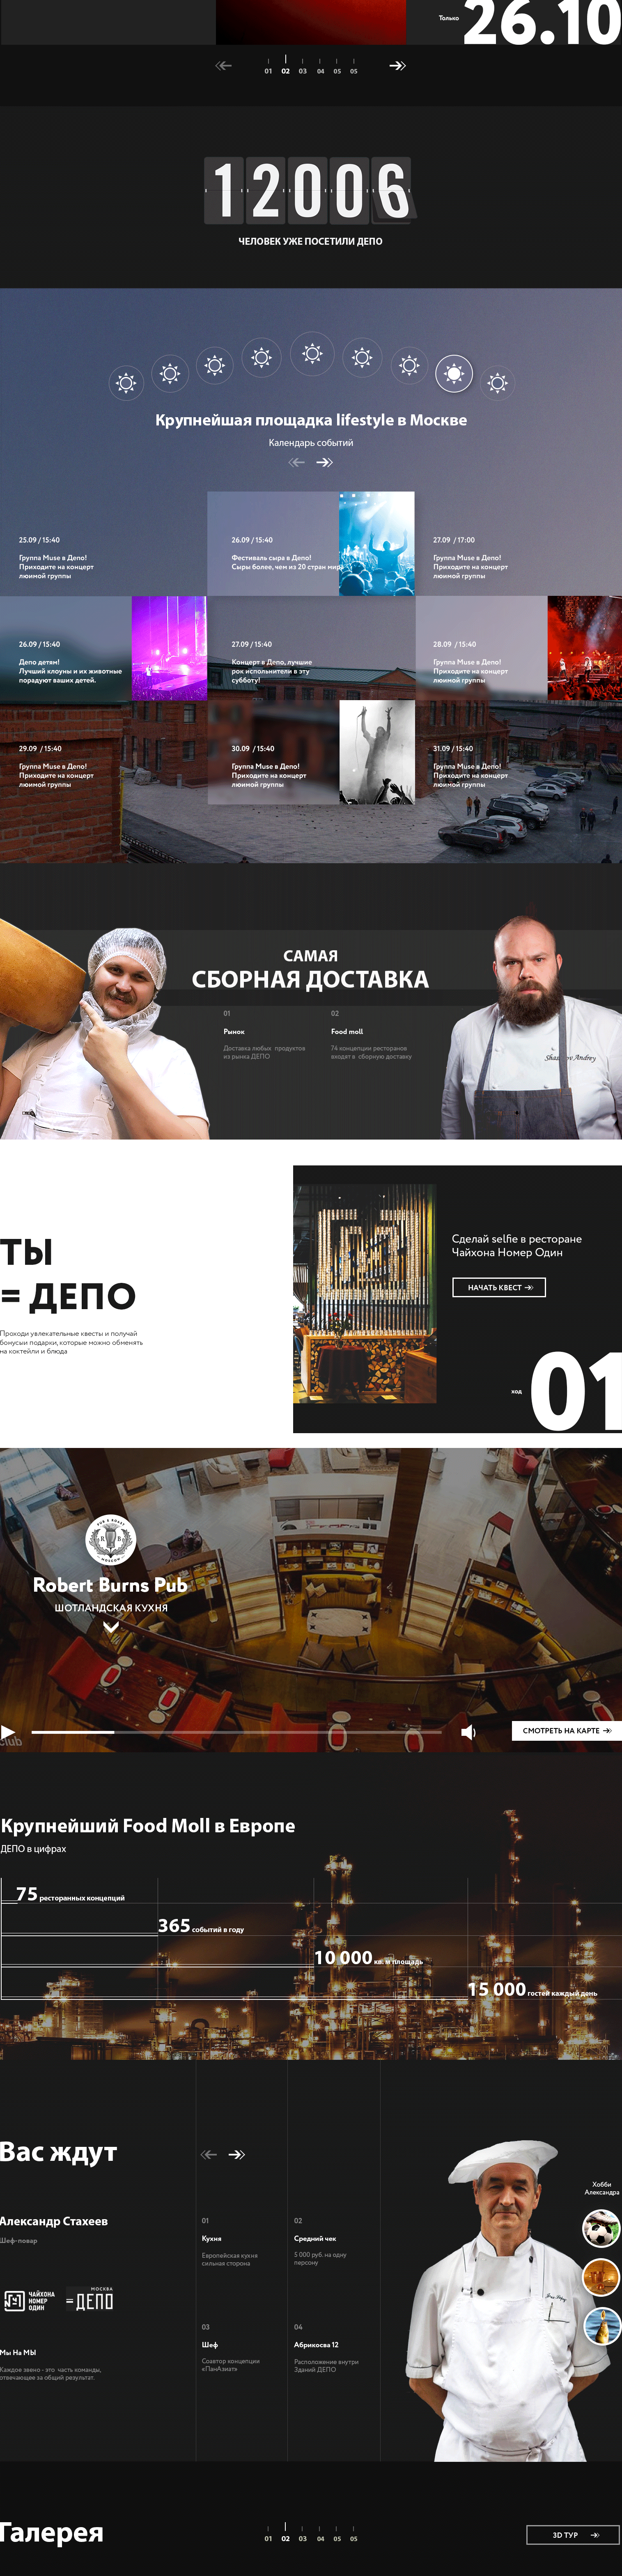 Только
26.10
01 02 03 04 05 05
12006
ЧЕЛОВЕК УЖЕ ПОСЕТИЛИ ДЕПО
Крупнейшая площадка lifestyle в Москве
Календарь событий
25.09 / 15:40
Группа Muse в Депо!
Приходите на концерт
люимой группы
26.09 / 15:40
Фестиваль сыра в Депо!
Сыры более, чем из 20 стран мира
27.09 / 17:00
Группа Muse в Депо!
Приходите на концерт
люимой группы
26.09 / 15:40
Депо детям!
Лучший клоуны и их животные
порадуют ваших детей.
27.09 / 15:40
Концерт в Депо, лучшие
рок испольнители в эту
субботу!
28.09 / 15:40
Группа Muse в Депо!
Приходите на концерт
люимой группы
29.09 / 15:40
Группа Muse в Депо!
Приходите на концерт
люимой группы
30.09 / 15:40
Группа Muse в Депо!
Приходите на концерт
люимой группы
31.09 / 15:40
Группа Muse в Депо!
Приходите на концерт
люимой группы
САМАЯ
СБОРНАЯ ДОСТАВКА
01
Рынок
Доставка любых продуктов
из рынка ДЕПО
02
Food moll
74 концепции ресторанов
входят в сборную доставку
Andrey
ТЫ
= ДЕПО
Проходи увлекательные квесты и получай
бонусыи подарки, которые можно обменять
на коктейли и блюда
Сделай selfie в ресторане
Чайхона Номер Один
НАЧАТЬ КВЕСТ
ход
01
PUB & ROAST
R B
MOSCOW
Robert Burns Pub
ШОТЛАНДСКАЯ КУХНЯ
club
СМОТРЕТЬ НА КАРТЕ
Крупнейший Food Moll в Европе
ДЕПО в цифрах
75 ресторанных концепций
365 событий в году
10 000 кв. м площадь
15 000 гостей каждый день
Вас ждут
Александр Стахеев
Шеф-повар
ЧАЙХОНА
НОМЕР
ОДИН
МОСКВА
=ДЕПО
Мы На МЫ
Каждое звено - это часть команды,
отвечающее за общий результат.
01
Кухня
Европейская кухня
сильная сторона
02
Средний чек
5 000 руб. на одну
персону
03
Шеф
Соавтор концепции
«ПанАзиат»
04
Абрикосва 12
Расположение внутри
Зданий ДЕПО
Хобби
Александра
Галерея
01 02 03 04 05 05
3D ТУР